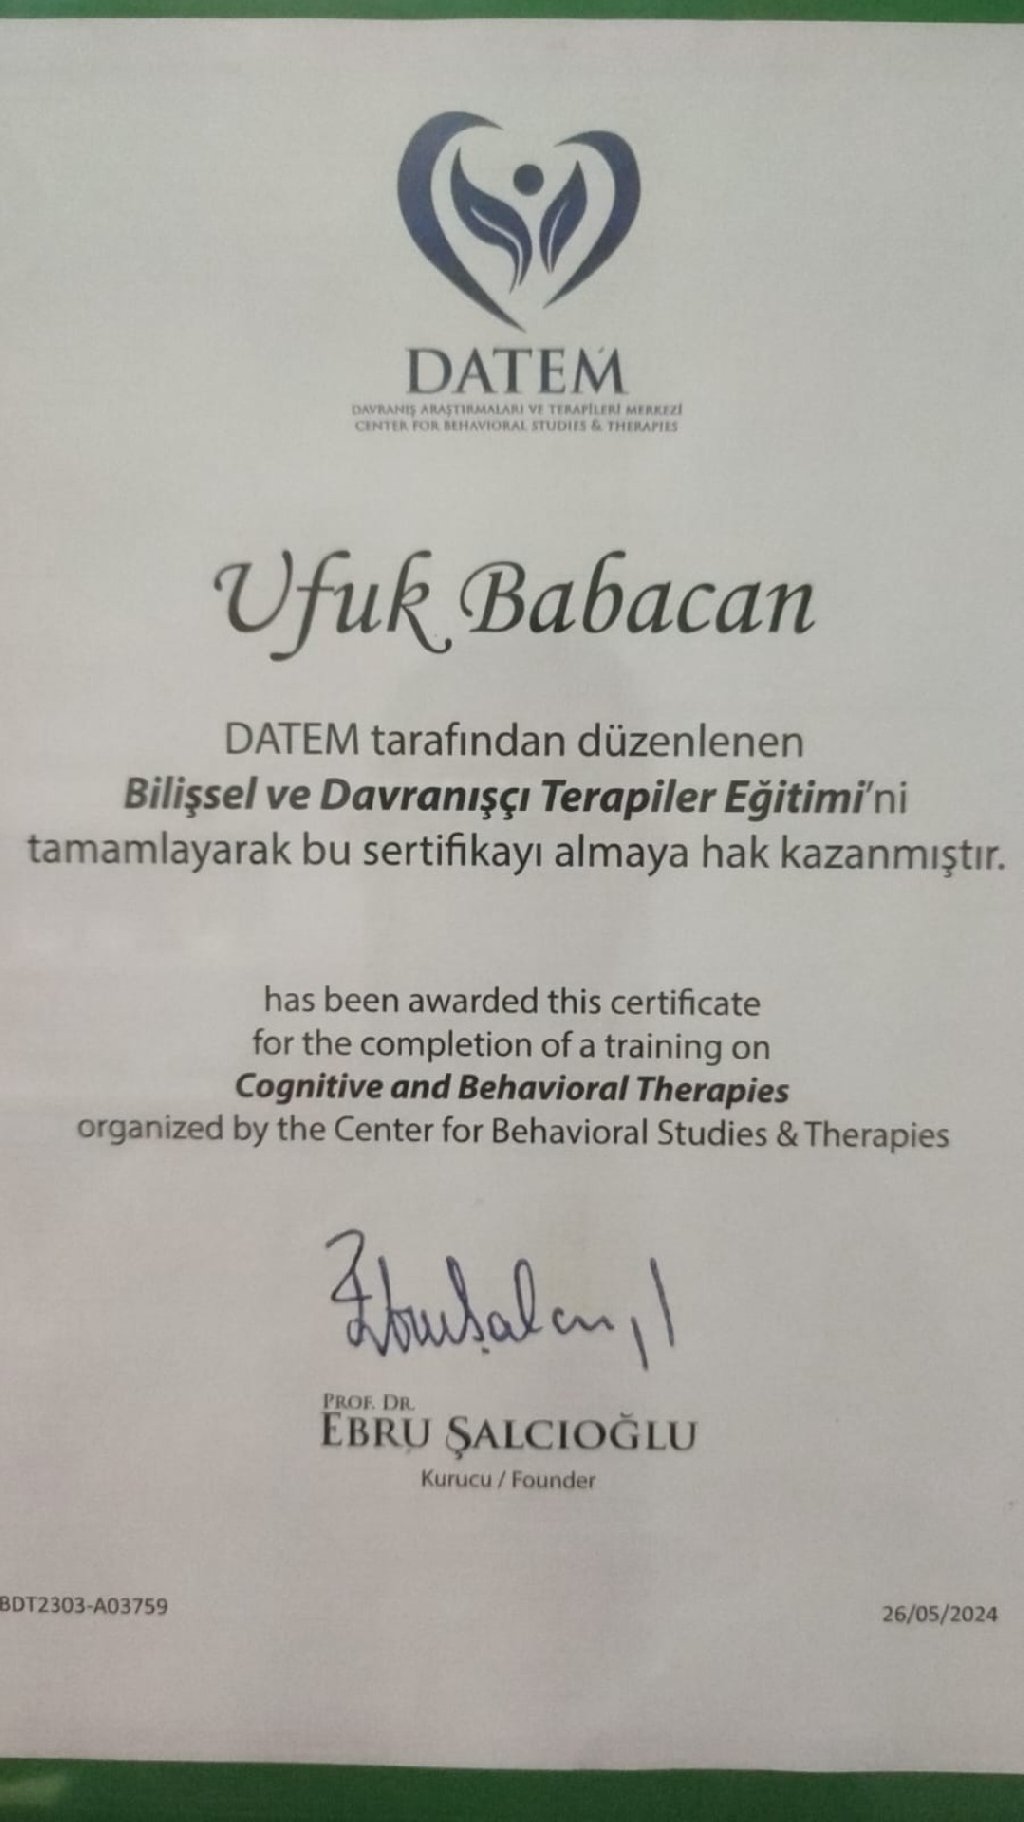 DATEM
DAVRANIŞ ARAŞTIRMALARI VE TERAPİLERİ MERKEZİ
CENTER FOR BEHAVIORAL STUDIES & THERAPIES
Ufuk Babacan
DATEM tarafından düzenlenen
Bilişsel ve Davranışçı Terapiler Eğitimi'ni
tamamlayarak bu sertifikayı almaya hak kazanmıştır.
has been awarded this certificate
for the completion of a training on
Cognitive and Behavioral Therapies
organized by the Center for Behavioral Studies & Therapies
PROF. DR.
EBRU ŞALCIOĞLU
Kurucu / Founder
BDT2303-A03759
26/05/2024